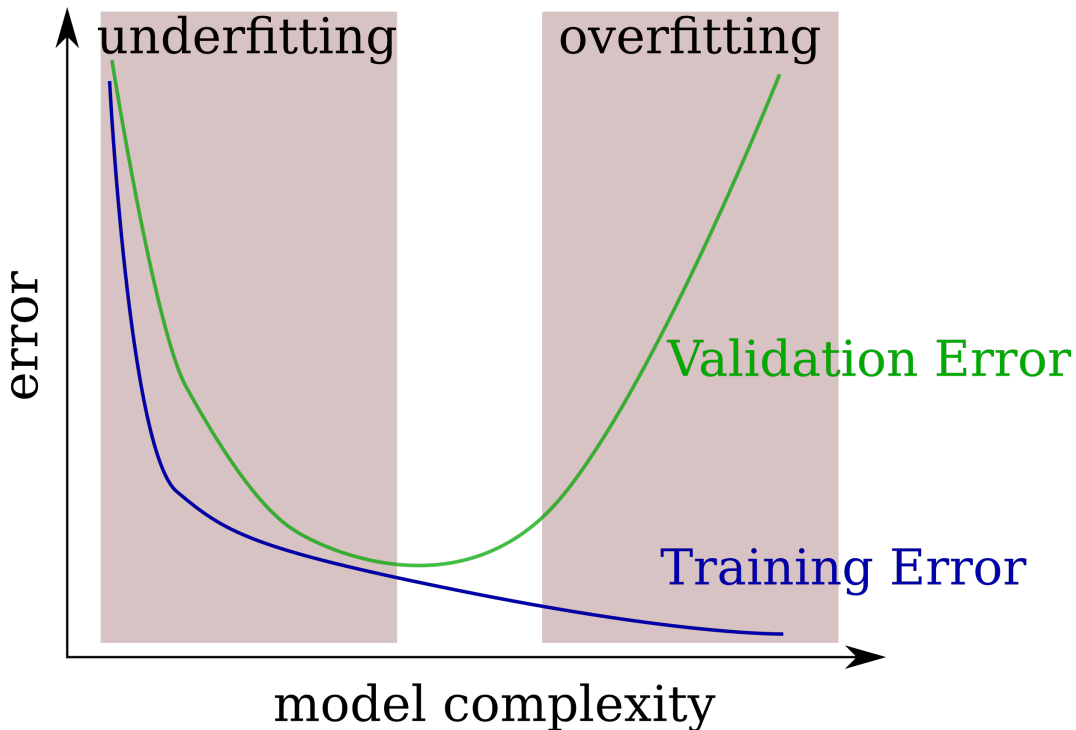 underfitting
overfitting
error
Validation Error
Training Error
model complexity